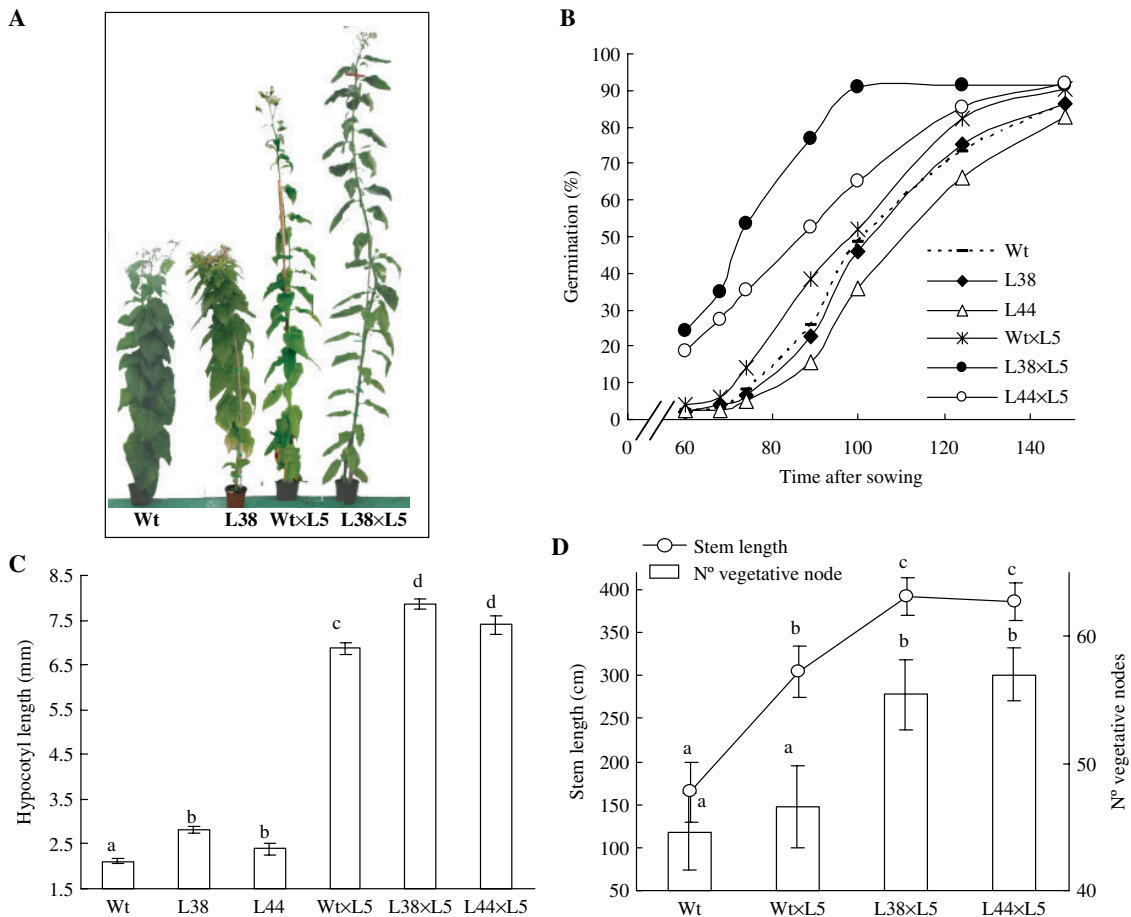 A
Wt L38 Wt×L5 L38×L5
B
Germination (%)
100
90
80
70
60
50
40
30
20
10
0
0 60 80 100 120 140
Time after sowing
Wt
L38
L44
Wt×L5
L38×L5
L44×L5
C
Hypocotyl length (mm)
8.5
7.5
6.5
5.5
4.5
3.5
2.5
1.5
a b b c d d
Wt L38 L44 Wt×L5 L38×L5 L44×L5
D
Stem length
Nº vegetative node
Stem length (cm)
400
350
300
250
200
150
100
50
a b c c
a a b b
60
50
40
Nº vegetative nodes
Wt Wt×L5 L38×L5 L44×L5